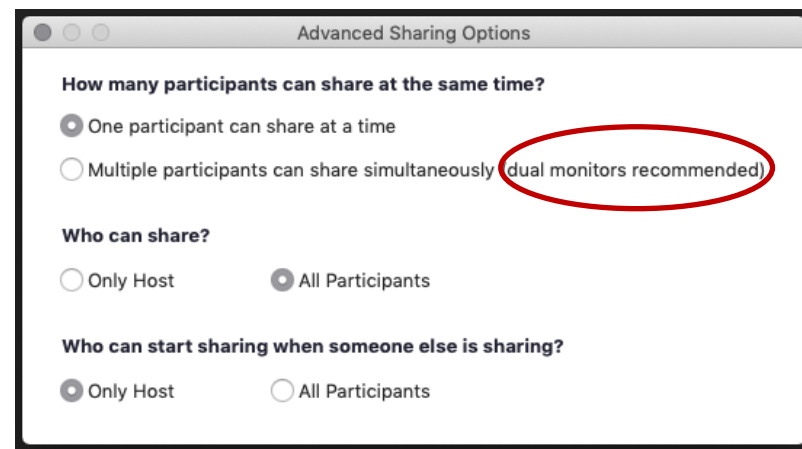 Advanced Sharing Options
How many participants can share at the same time?
One participant can share at a time
Multiple participants can share simultaneously (dual monitors recommended)
Who can share?
Only Host All Participants
Who can start sharing when someone else is sharing?
Only Host All Participants